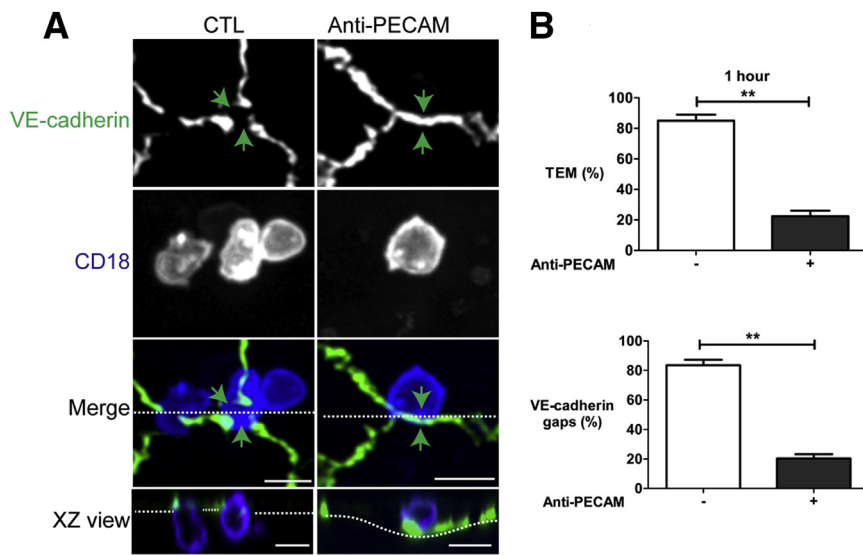 A
CTL
Anti-PECAM
VE-cadherin
CD18
Merge
XZ view
B
1 hour
**
100
80
60
40
20
0
TEM (%)
Anti-PECAM
-
+
**
100
80
60
40
20
0
VE-cadherin
gaps (%)
Anti-PECAM
-
+